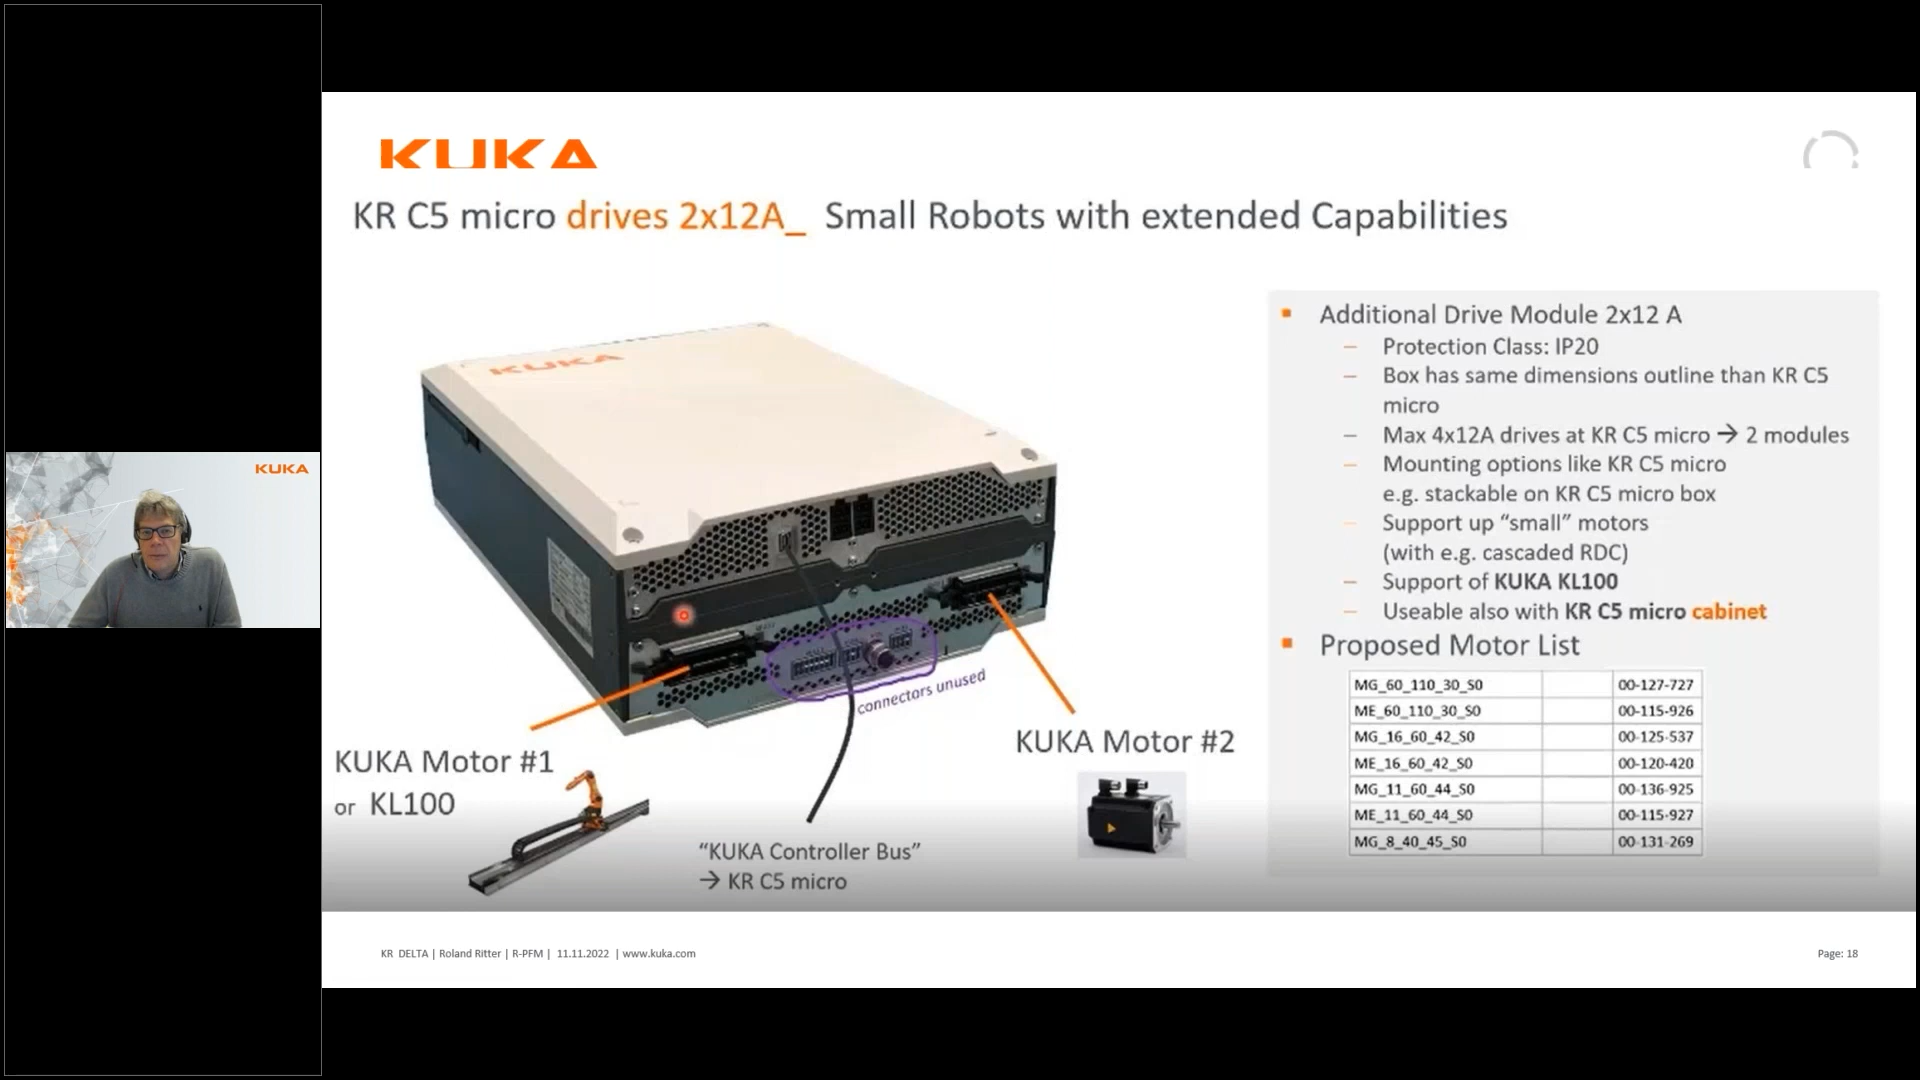 KUKA
KUKA
KR C5 micro drives 2x12A_ Small Robots with extended Capabilities
KUKA
KUKA Motor #1
or KL100
connectors unused
"KUKA Controller Bus"
→ KR C5 micro
KUKA Motor #2
▪ Additional Drive Module 2x12 A
– Protection Class: IP20
– Box has same dimensions outline than KR C5
micro
– Max 4x12A drives at KR C5 micro → 2 modules
– Mounting options like KR C5 micro
e.g. stackable on KR C5 micro box
– Support up "small" motors
(with e.g. cascaded RDC)
– Support of KUKA KL100
– Useable also with KR C5 micro cabinet
▪ Proposed Motor List
MG_60_110_30_S0 00-127-727
ME_60_110_30_S0 00-115-926
MG_16_60_42_S0 00-125-537
ME_16_60_42_S0 00-120-420
MG_11_60_44_S0 00-136-925
ME_11_60_44_S0 00-115-927
MG_8_40_45_S0 00-131-269
KR DELTA | Roland Ritter | R-PFM | 11.11.2022 | www.kuka.com
Page: 18